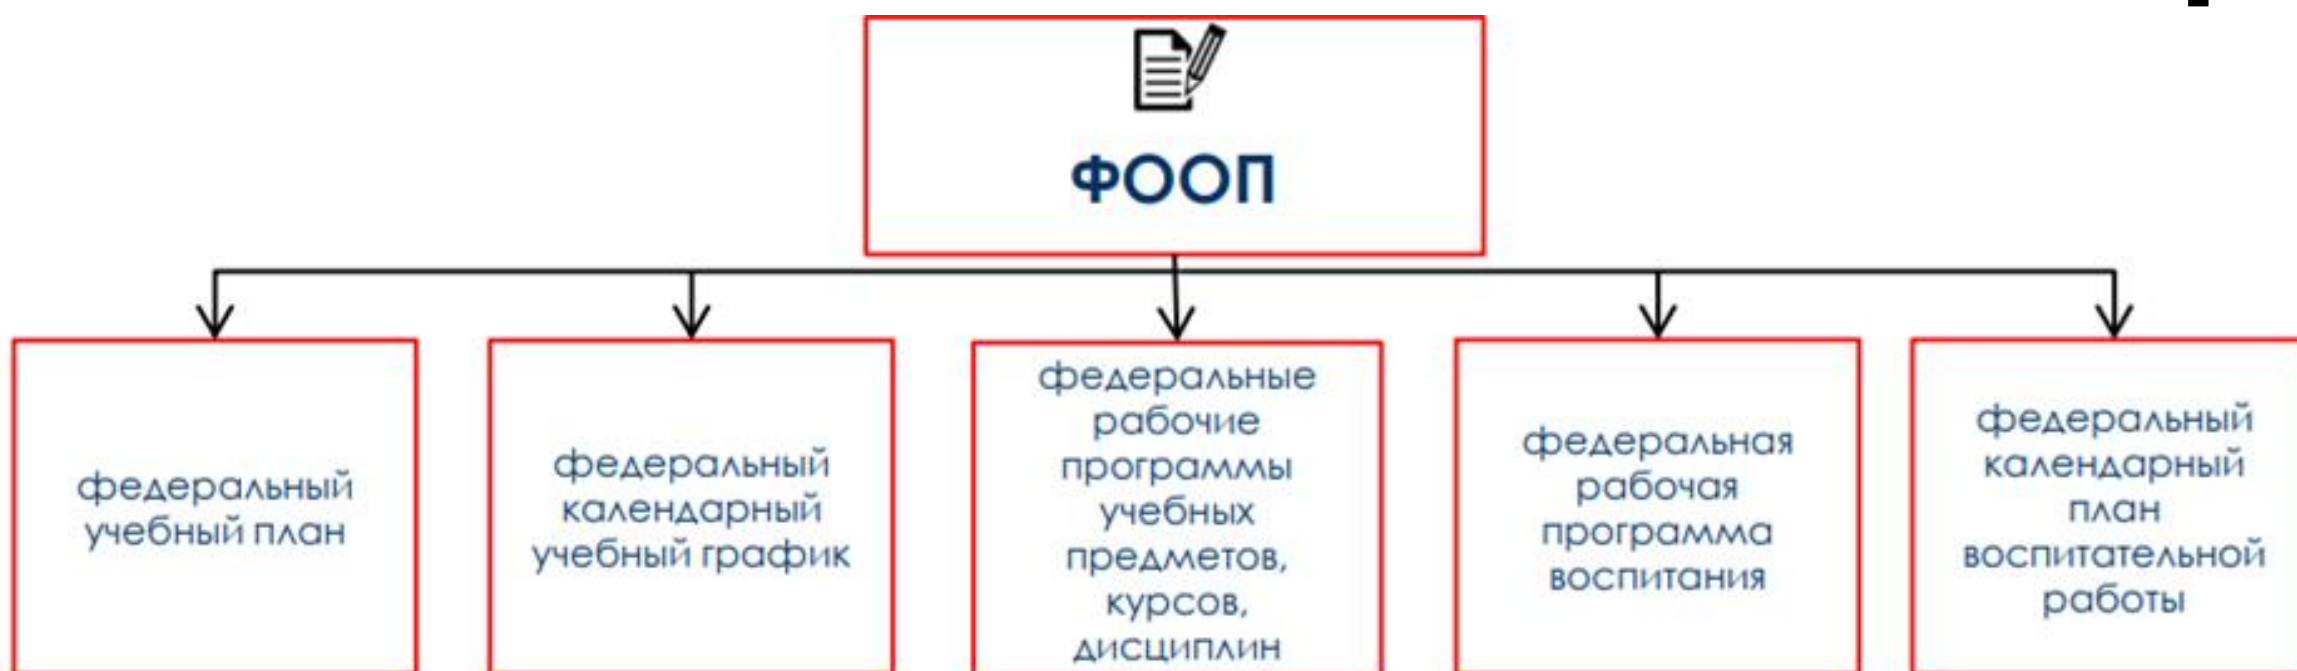 ФООП
федеральный
учебный план
федеральный
календарный
учебный график
федеральные
рабочие
программы
учебных
предметов,
курсов,
дисциплин
федеральная
рабочая
программа
воспитания
федеральный
календарный
план
воспитательной
работы